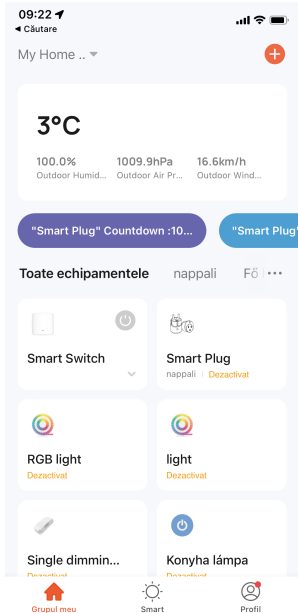 09:22
Căutare
My Home ..
3°C
100.0% 1009.9hPa 16.6km/h
Outdoor Humid... Outdoor Air Pr... Outdoor Wind...
"Smart Plug" Countdown :10... "Smart Plug"
Toate echipamentele nappali Fő
Smart Switch Smart Plug
nappali Dezactivat
RGB light light
Dezactivat Dezactivat
Single dimmin... Konyha lámpa
Dezactivat Dezactivat
Grupul meu Smart Profil